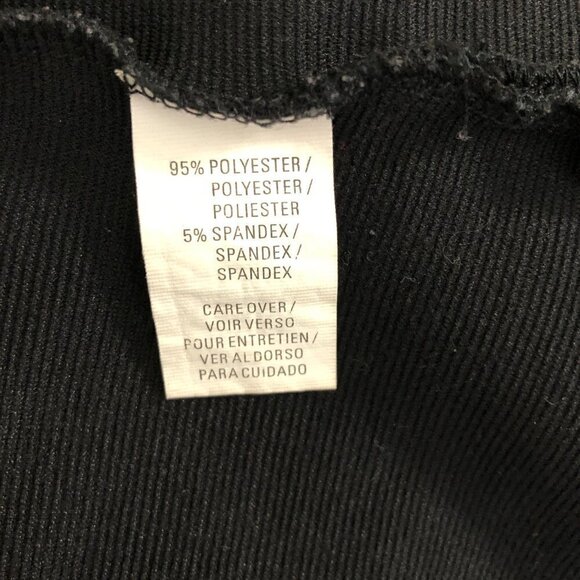 95% POLYESTER /
POLYESTER /
POLIESTER
5% SPANDEX /
SPANDEX /
SPANDEX
CARE OVER /
VOIR VERSO
POUR ENTRETIEN /
VER AL DORSO
PARA CUIDADO